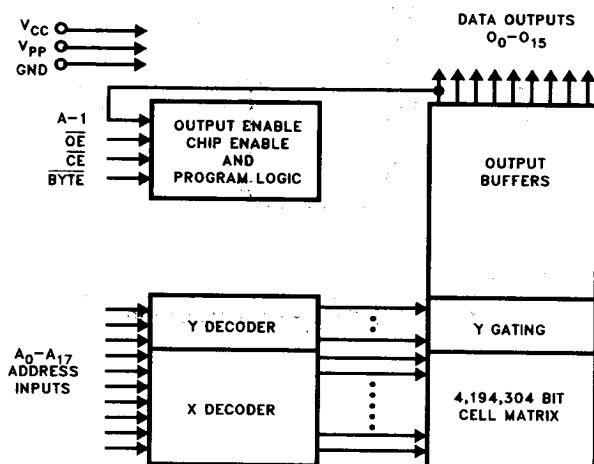 VCC
VPP
GND
DATA OUTPUTS
O0–O15
A-1
OE
CE
BYTE
OUTPUT ENABLE
CHIP ENABLE
AND
PROGRAM LOGIC
OUTPUT
BUFFERS
A0–A17
ADDRESS
INPUTS
Y DECODER
X DECODER
Y GATING
4,194,304 BIT
CELL MATRIX